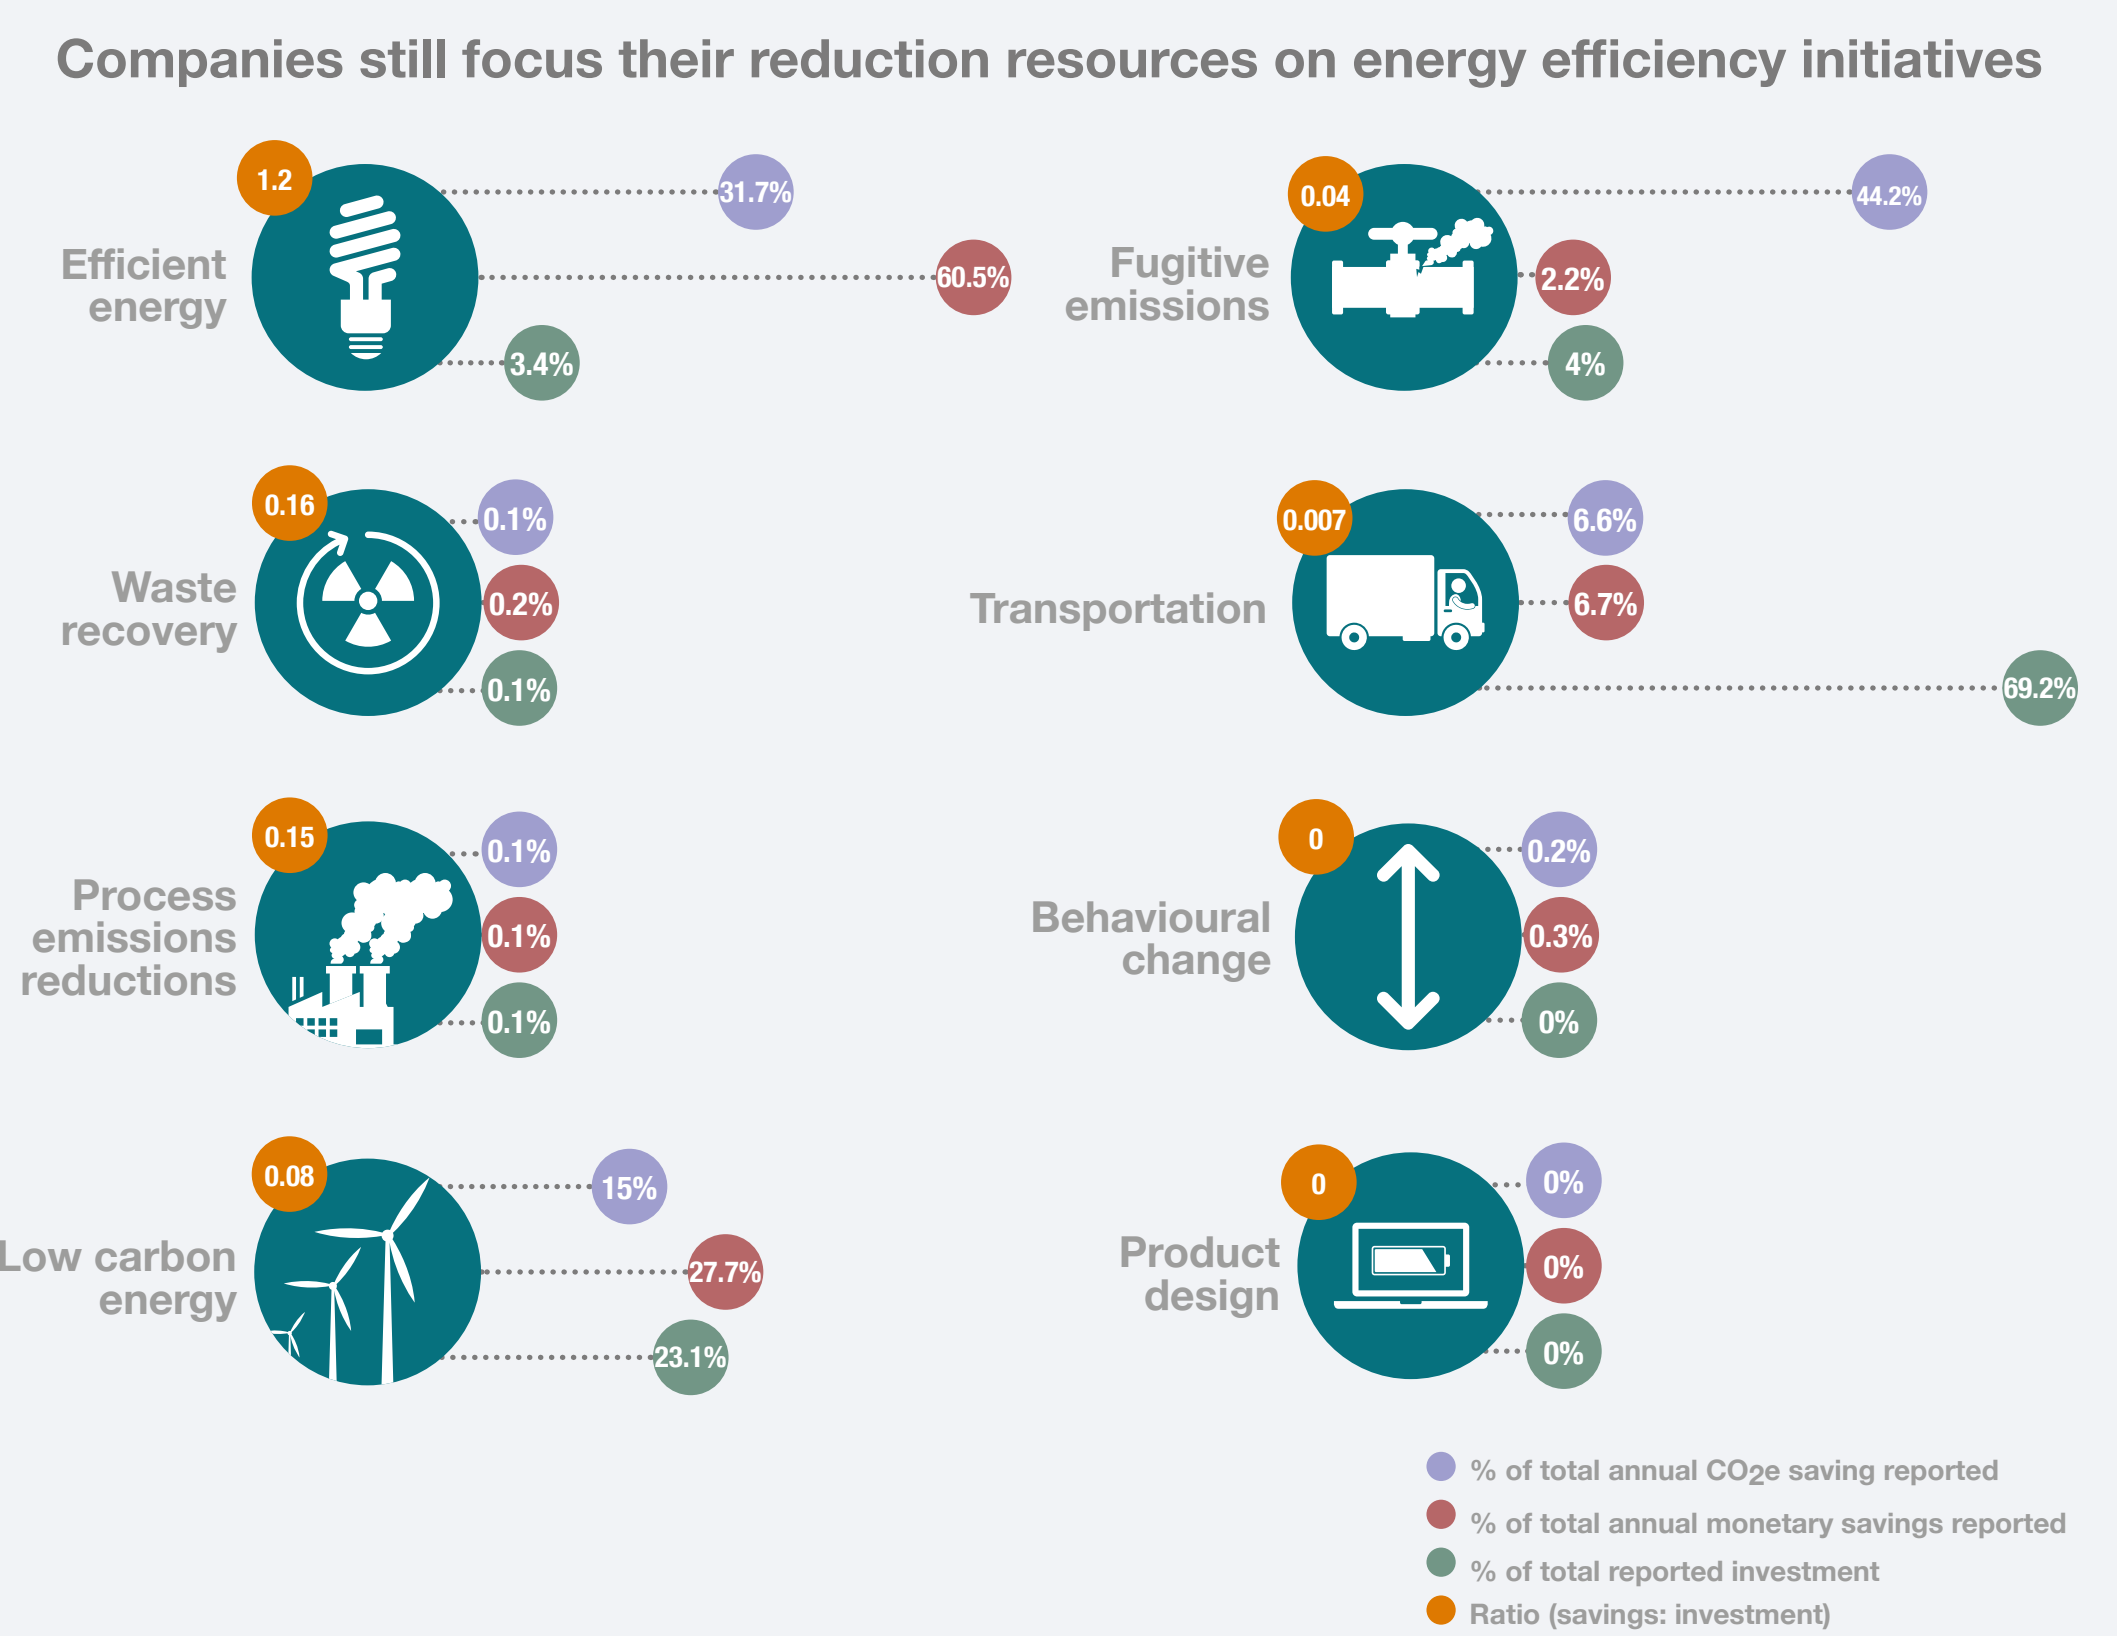 Companies still focus their reduction resources on energy efficiency initiatives
1.2
31.7%
Efficient
energy
60.5%
3.4%
0.04
44.2%
Fugitive
emissions
2.2%
4%
0.16
0.1%
Waste
recovery
0.2%
0.1%
0.007
6.6%
Transportation
6.7%
69.2%
0.15
0.1%
Process
emissions
reductions
0.1%
0.1%
0
0.2%
Behavioural
change
0.3%
0%
0.08
15%
Low carbon
energy
27.7%
23.1%
0
0%
Product
design
0%
0%
% of total annual CO2e saving reported
% of total annual monetary savings reported
% of total reported investment
Ratio (savings: investment)